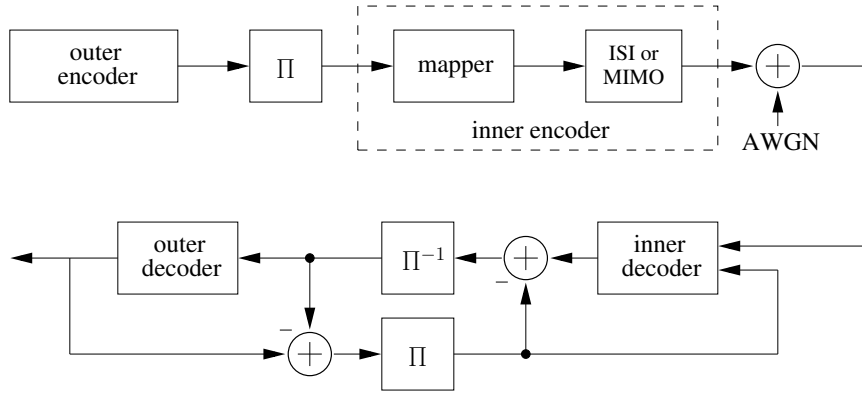 outer
encoder
Π
mapper
ISI or
MIMO
+
inner encoder
AWGN
outer
decoder
Π⁻¹
+
−
inner
decoder
−
+
Π